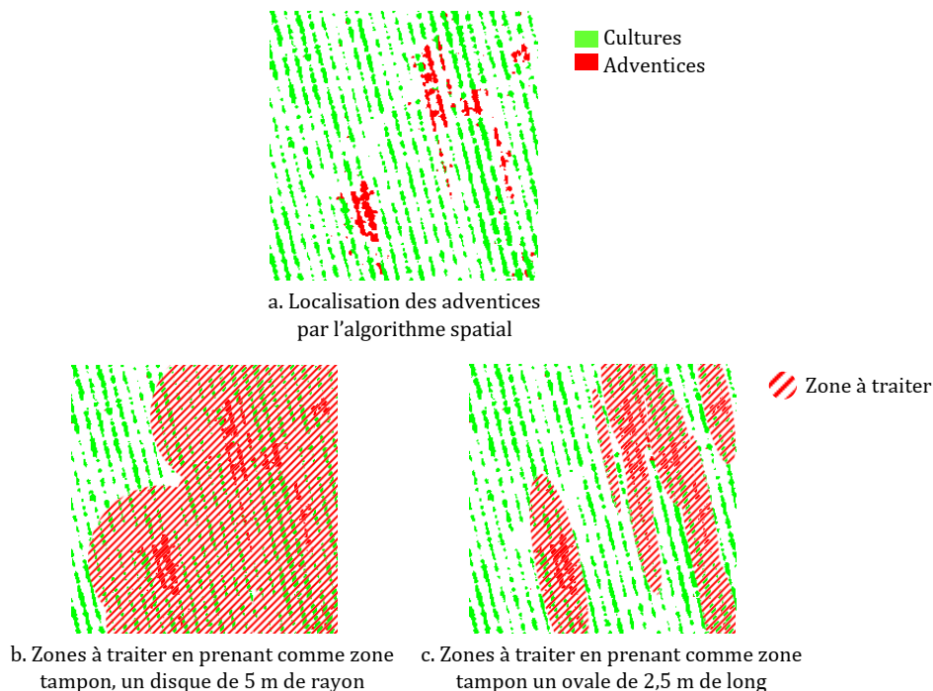 Cultures
Adventices
a. Localisation des adventices
par l’algorithme spatial
Zone à traiter
b. Zones à traiter en prenant comme zone
tampon, un disque de 5 m de rayon
c. Zones à traiter en prenant comme zone
tampon un ovale de 2,5 m de long